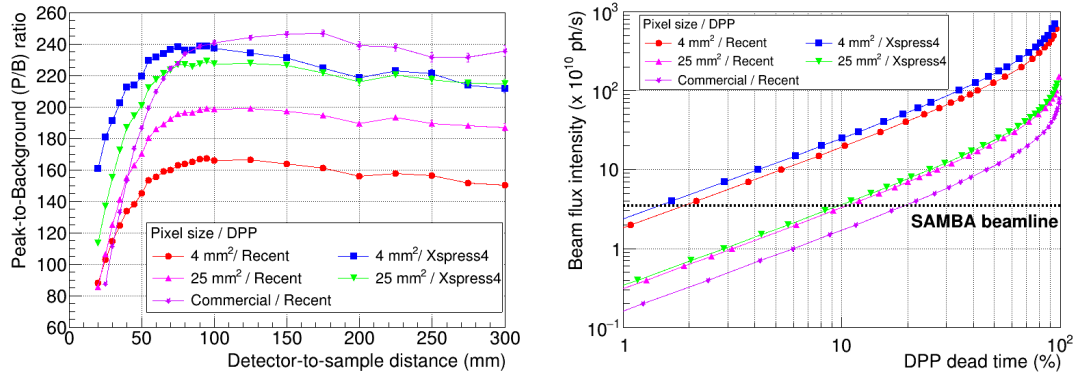 Peak-to-Background (P/B) ratio
260
240
220
200
180
160
140
120
100
80
60
Pixel size / DPP
4 mm²/ Recent
4 mm²/ Xspress4
25 mm² / Recent
25 mm² / Xspress4
Commercial / Recent
0 50 100 150 200 250 300
Detector-to-sample distance (mm)
Beam flux intensity (x 10¹⁰ ph/s)
10³
10²
10
1
10⁻¹
Pixel size / DPP
4 mm² / Recent
4 mm² / Xspress4
25 mm² / Recent
25 mm² / Xspress4
Commercial / Recent
SAMBA beamline
1 10 10²
DPP dead time (%)